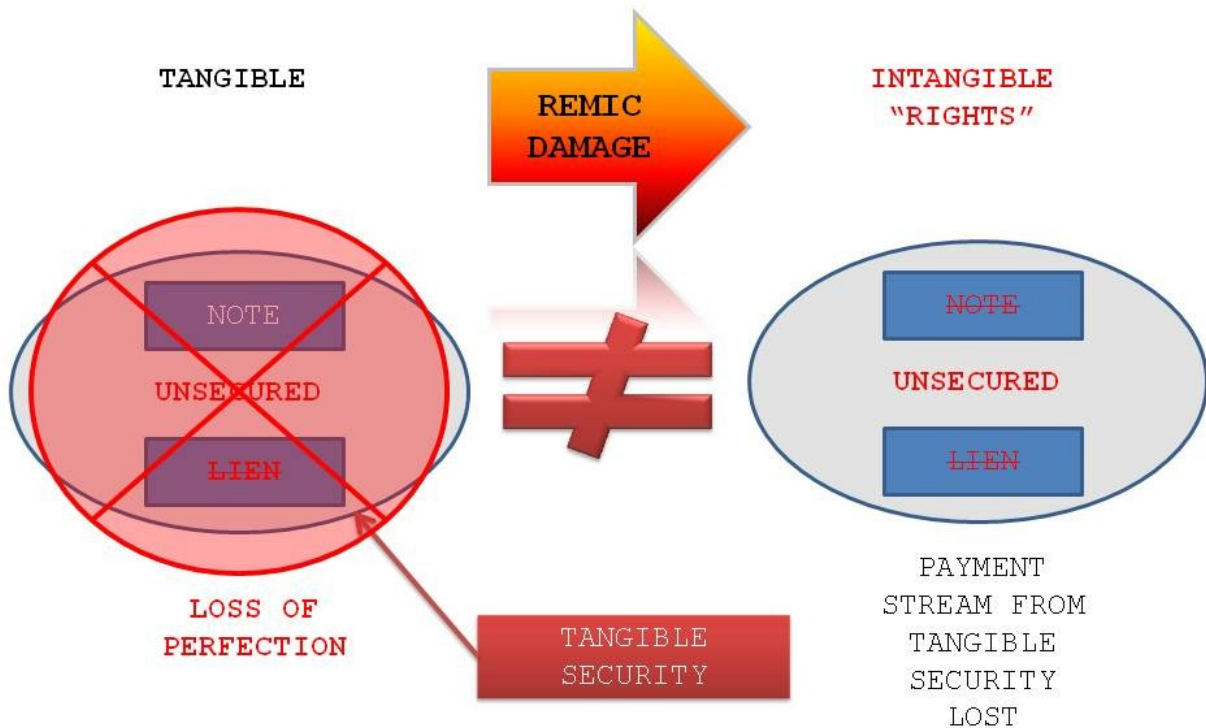 TANGIBLE
REMIC
DAMAGE
INTANGIBLE
“RIGHTS”
NOTE
UNSECURED
LIEN
LOSS OF
PERFECTION
TANGIBLE
SECURITY
NOTE
UNSECURED
LIEN
PAYMENT
STREAM FROM
TANGIBLE
SECURITY
LOST